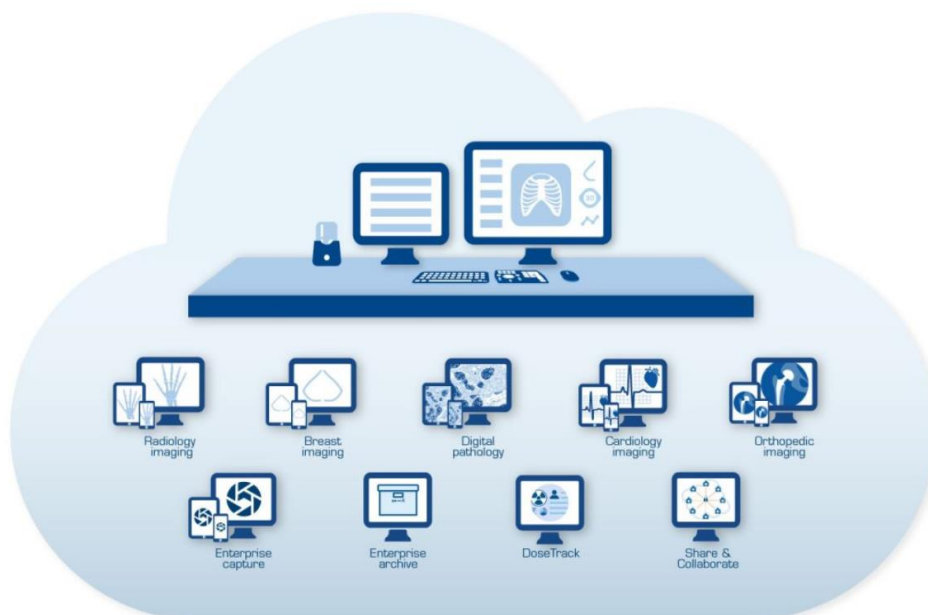 Radiology
imaging
Breast
imaging
Digital
pathology
Cardiology
imaging
Orthopedic
imaging
Enterprise
capture
Enterprise
archive
DoseTrack
Share &
Collaborate